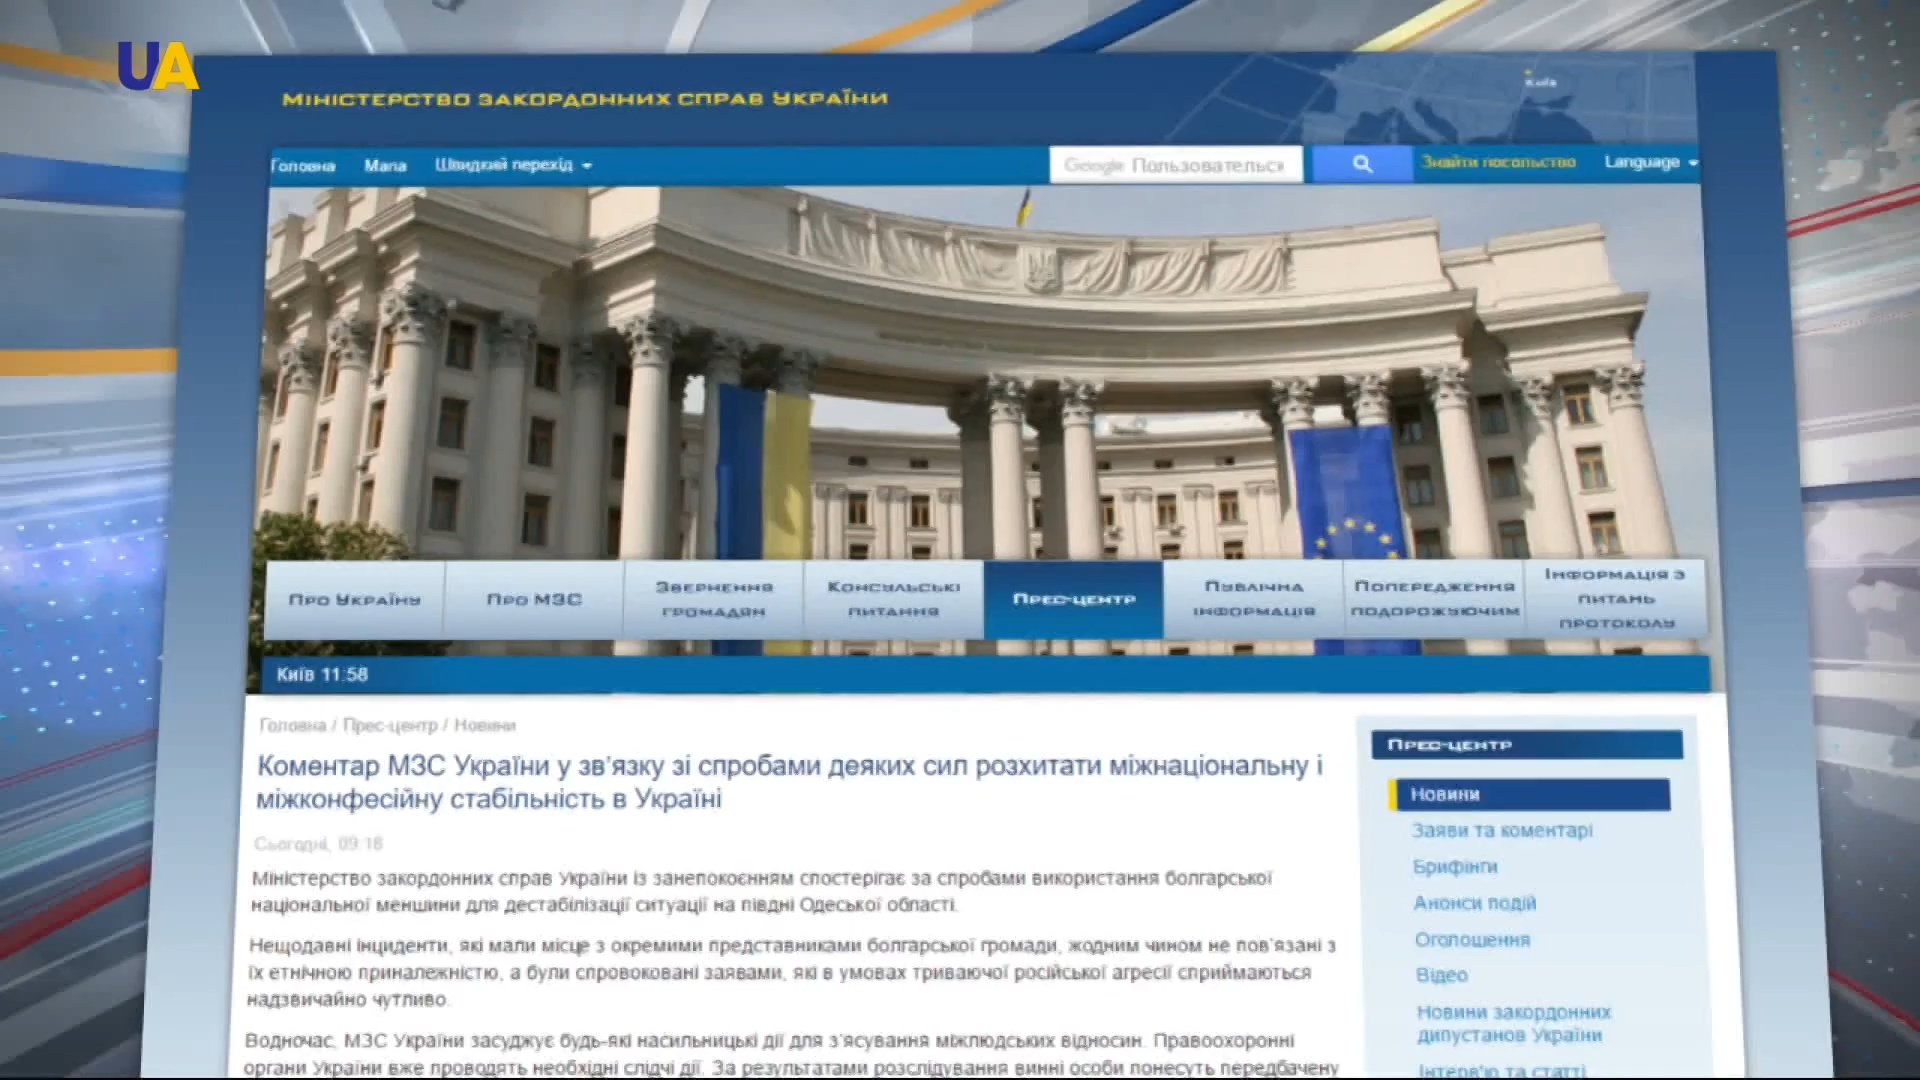 UA
МІНІСТЕРСТВО ЗАКОРДОННИХ СПРАВ УКРАЇНИ
Київ
Головна Мапа Швидкий перехід
Google Пользовательск
Знайти посольство Language
Про Україну
Про МЗС
Звернення
громадян
Консульські
питання
Прес-центр
Публічна
інформація
Попередження
подорожуючим
Інформація з
питань
протоколу
Київ 11:58
Головна / Прес-центр / Новини
Коментар МЗС України у зв'язку зі спробами деяких сил розхитати міжнаціональну і
міжконфесійну стабільність в Україні
Сьогодні, 09:18
Міністерство закордонних справ України із занепокоєнням спостерігає за спробами використання болгарської
національної меншини для дестабілізації ситуації на півдні Одеської області.
Нещодавні інциденти, які мали місце з окремими представниками болгарської громади, жодним чином не пов'язані з
їх етнічною приналежністю, а були спровоковані заявами, які в умовах триваючої російської агресії сприймаються
надзвичайно чутливо.
Водночас, МЗС України засуджує будь-які насильницькі дії для з'ясування міжлюдських відносин. Правоохоронні
органи України вже проводять необхідні слідчі дії. За результатами розслідування винні особи понесуть передбачену
Прес-центр
Новини
Заяви та коментарі
Брифінги
Анонси подій
Оголошення
Відео
Новини закордонних
дипустанов України
Інтерв'ю та статті